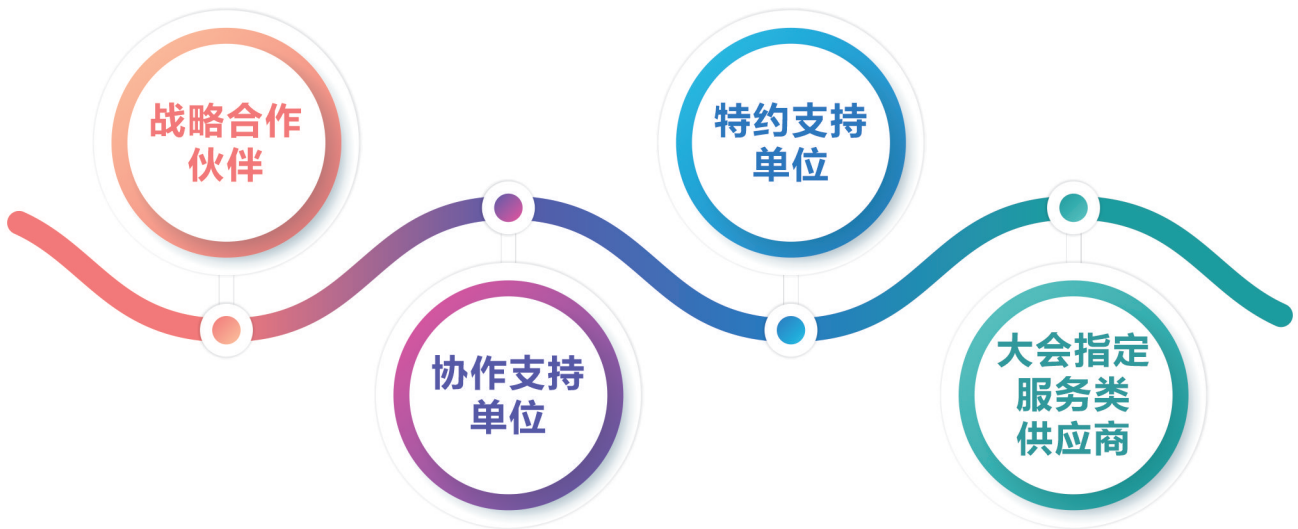 战略合作
伙伴
协作支持
单位
特约支持
单位
大会指定
服务类
供应商